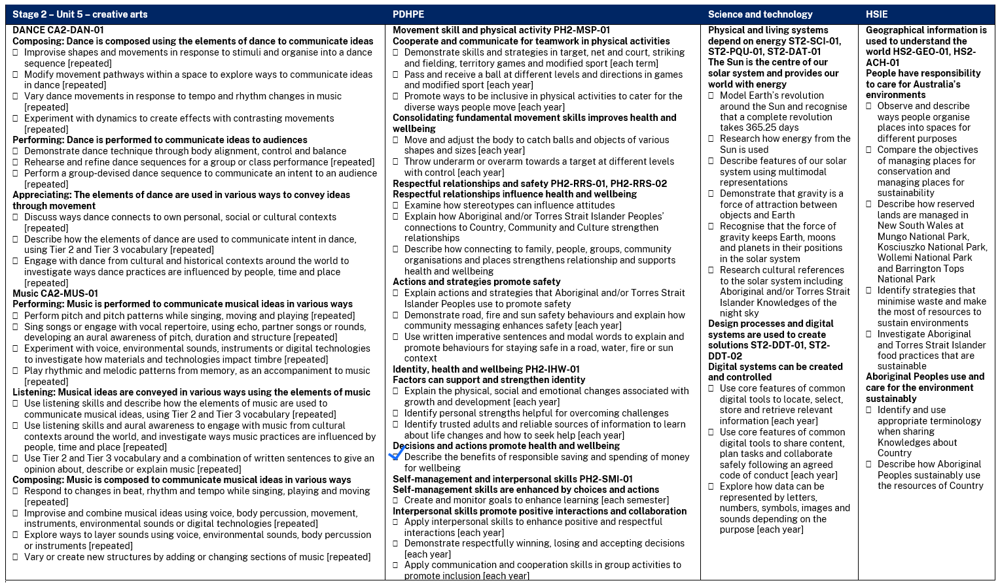 Stage 2 – Unit 5 – creative arts
DANCE CA2-DAN-01
Composing: Dance is composed using the elements of dance to communicate ideas
Improvise shapes and movements in response to stimuli and organise into a dance
sequence [repeated]
Modify movement pathways within a space to explore ways to communicate ideas
in dance [repeated]
Vary dance movements in response to tempo and rhythm changes in music
[repeated]
Experiment with dynamics to create effects with contrasting movements
[repeated]
Performing: Dance is performed to communicate ideas to audiences
Demonstrate dance technique through body alignment, control and balance
Rehearse and refine dance sequences for a group or class performance [repeated]
Perform a group-devised dance sequence to communicate an intent to an audience
[repeated]
Appreciating: The elements of dance are used in various ways to convey ideas
through movement
Discuss ways dance connects to own personal, social or cultural contexts
[repeated]
Describe how the elements of dance are used to communicate intent in dance,
using Tier 2 and Tier 3 vocabulary [repeated]
Engage with dance from cultural and historical contexts around the world to
investigate ways dance practices are influenced by people, time and place
[repeated]
Music CA2-MUS-01
Performing: Music is performed to communicate musical ideas in various ways
Perform pitch and pitch patterns while singing, moving and playing [repeated]
Sing songs or engage with vocal repertoire, using echo, partner songs or rounds,
developing an aural awareness of pitch, duration and structure [repeated]
Experiment with voice, environmental sounds, instruments or digital technologies
to investigate how materials and technologies impact timbre [repeated]
Play rhythmic and melodic patterns from memory, as an accompaniment to music
[repeated]
Listening: Musical ideas are conveyed in various ways using the elements of music
Use listening skills and describe how the elements of music are used to
communicate musical ideas, using Tier 2 and Tier 3 vocabulary [repeated]
Use listening skills and aural awareness to engage with music from cultural
contexts around the world, and investigate ways music practices are influenced by
people, time and place [repeated]
Use Tier 2 and Tier 3 vocabulary and a combination of written sentences to give an
opinion about, describe or explain music [repeated]
Composing: Music is composed to communicate musical ideas in various ways
Respond to changes in beat, rhythm and tempo while singing, playing and moving
[repeated]
Improvise and combine musical ideas using voice, body percussion, movement,
instruments, environmental sounds or digital technologies [repeated]
Explore ways to layer sounds using voice, environmental sounds, body percussion
or instruments [repeated]
Vary or create new structures by adding or changing sections of music [repeated]
PDHPE
Movement skill and physical activity PH2-MSP-01
Cooperate and communicate for teamwork in physical activities
Demonstrate skills and strategies in target, net and court, striking
and fielding, territory games and modified sport [each term]
Pass and receive a ball at different levels and directions in games
and modified sport [each year]
Promote ways to be inclusive in physical activities to cater for the
diverse ways people move [each year]
Consolidating fundamental movement skills improves health and
wellbeing
Move and adjust the body to catch balls and objects of various
shapes and sizes [each year]
Throw underarm or overarm towards a target at different levels
with control [each year]
Respectful relationships and safety PH2-RRS-01, PH2-RRS-02
Respectful relationships influence health and wellbeing
Examine how stereotypes can influence attitudes
Explain how Aboriginal and/or Torres Strait Islander Peoples’
connections to Country, Community and Culture strengthen
relationships
Describe how connecting to family, people, groups, community
organisations and places strengthens relationship and supports
health and wellbeing
Actions and strategies promote safety
Explain actions and strategies that Aboriginal and/or Torres Strait
Islander Peoples use to promote safety
Demonstrate road, fire and sun safety behaviours and explain how
community messaging enhances safety [each year]
Use written imperative sentences and modal words to explain and
promote behaviours for staying safe in a road, water, fire or sun
context
Identity, health and wellbeing PH2-IHW-01
Factors can support and strengthen identity
Explain the physical, social and emotional changes associated with
growth and development [each year]
Identify personal strengths helpful for overcoming challenges
Identify trusted adults and reliable sources of information to learn
about life changes and how to seek help [each year]
Decisions and actions promote health and wellbeing
Describe the benefits of responsible saving and spending of money
for wellbeing
Self-management and interpersonal skills PH2-SMI-01
Self-management skills are enhanced by choices and actions
Create and monitor goals to enhance learning [each semester]
Interpersonal skills promote positive interactions and collaboration
Apply interpersonal skills to enhance positive and respectful
interactions [each year]
Demonstrate respectfully winning, losing and accepting decisions
[each year]
Apply communication and cooperation skills in group activities to
promote inclusion [each year]
Science and technology
Physical and living systems
depend on energy ST2-SCI-01,
ST2-PQU-01, ST2-DAT-01
The Sun is the centre of our
solar system and provides our
world with energy
Model Earth’s revolution
around the Sun and recognise
that a complete revolution
takes 365.25 days
Research how energy from the
Sun is used
Describe features of our solar
system using multimodal
representations
Demonstrate that gravity is a
force of attraction between
objects and Earth
Recognise that the force of
gravity keeps Earth, moons
and planets in their positions
in the solar system
Research cultural references
to the solar system including
Aboriginal and/or Torres Strait
Islander Knowledges of the
night sky
Design processes and digital
systems are used to create
solutions ST2-DDT-01, ST2-
DDT-02
Digital systems can be created
and controlled
Use core features of common
digital tools to locate, select,
store and retrieve relevant
information [each year]
Use core features of common
digital tools to share content,
plan tasks and collaborate
safely following an agreed
code of conduct [each year]
Explore how data can be
represented by letters,
numbers, symbols, images and
sounds depending on the
purpose [each year]
HSIE
Geographical information is
used to understand the
world HS2-GEO-01, HS2-
ACH-01
People have responsibility
to care for Australia’s
environments
Observe and describe
ways people organise
places into spaces for
different purposes
Compare the objectives
of managing places for
conservation and
managing places for
sustainability
Describe how reserved
lands are managed in
New South Wales at
Mungo National Park,
Kosciuszko National Park,
Wollemi National Park
and Barrington Tops
National Park
Identify strategies that
minimise waste and make
the most of resources to
sustain environments
Investigate Aboriginal
and Torres Strait Islander
food practices that are
sustainable
Aboriginal Peoples use and
care for the environment
sustainably
Identify and use
appropriate terminology
when sharing
Knowledges about
Country
Describe how Aboriginal
Peoples sustainably use
the resources of Country